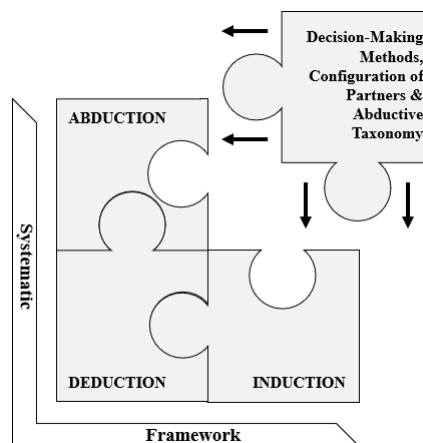 Decision-Making
Methods,
Configuration of
Partners &
Abductive
Taxonomy
ABDUCTION
Systematic
DEDUCTION
INDUCTION
Framework